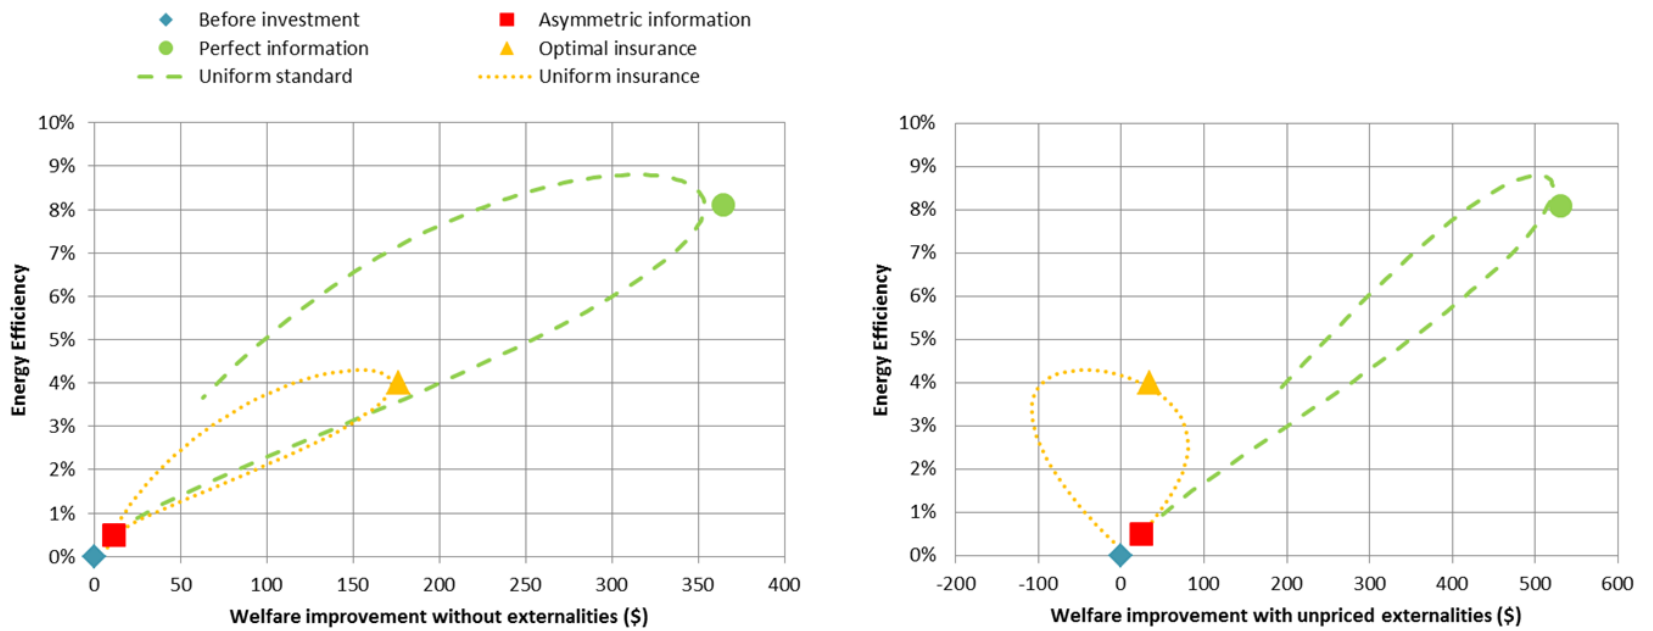 Before investment
Asymmetric information
Perfect information
Optimal insurance
Uniform standard
Uniform insurance
10%
9%
8%
7%
6%
5%
4%
3%
2%
1%
0%
Energy Efficiency
0 50 100 150 200 250 300 350 400
Welfare improvement without externalities ($)
10%
9%
8%
7%
6%
5%
4%
3%
2%
1%
0%
Energy Efficiency
-200 -100 0 100 200 300 400 500 600
Welfare improvement with unpriced externalities ($)